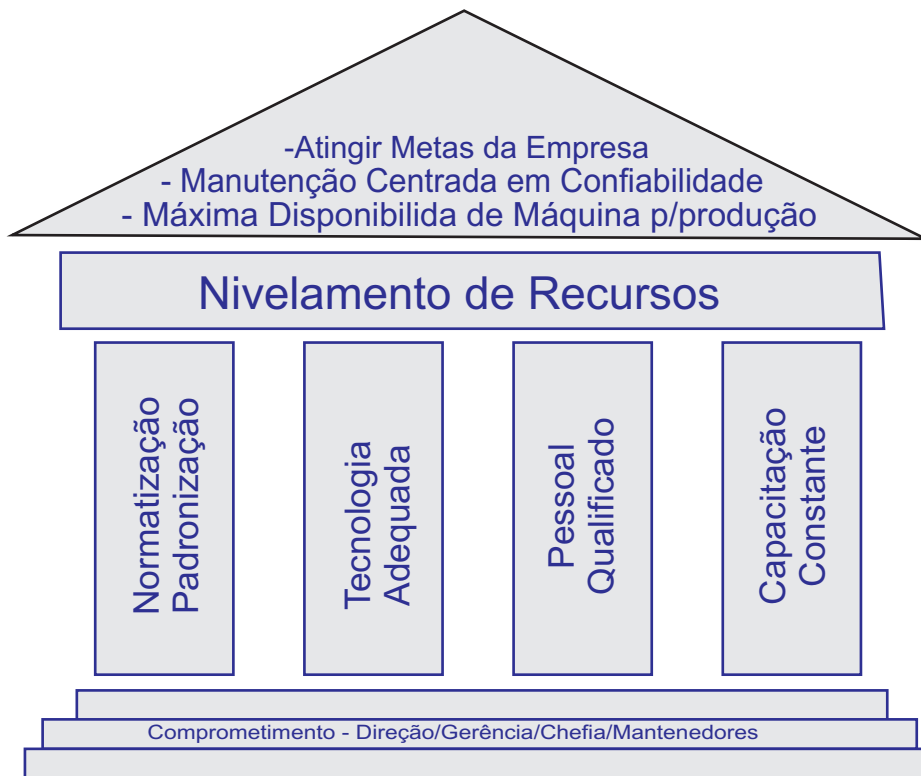 -Atingir Metas da Empresa
- Manutenção Centrada em Confiabilidade
- Máxima Disponibilida de Máquina p/produção
Nivelamento de Recursos
Normatização
Padronização
Tecnologia
Adequada
Pessoal
Qualificado
Capacitação
Constante
Comprometimento - Direção/Gerência/Chefia/Mantenedores